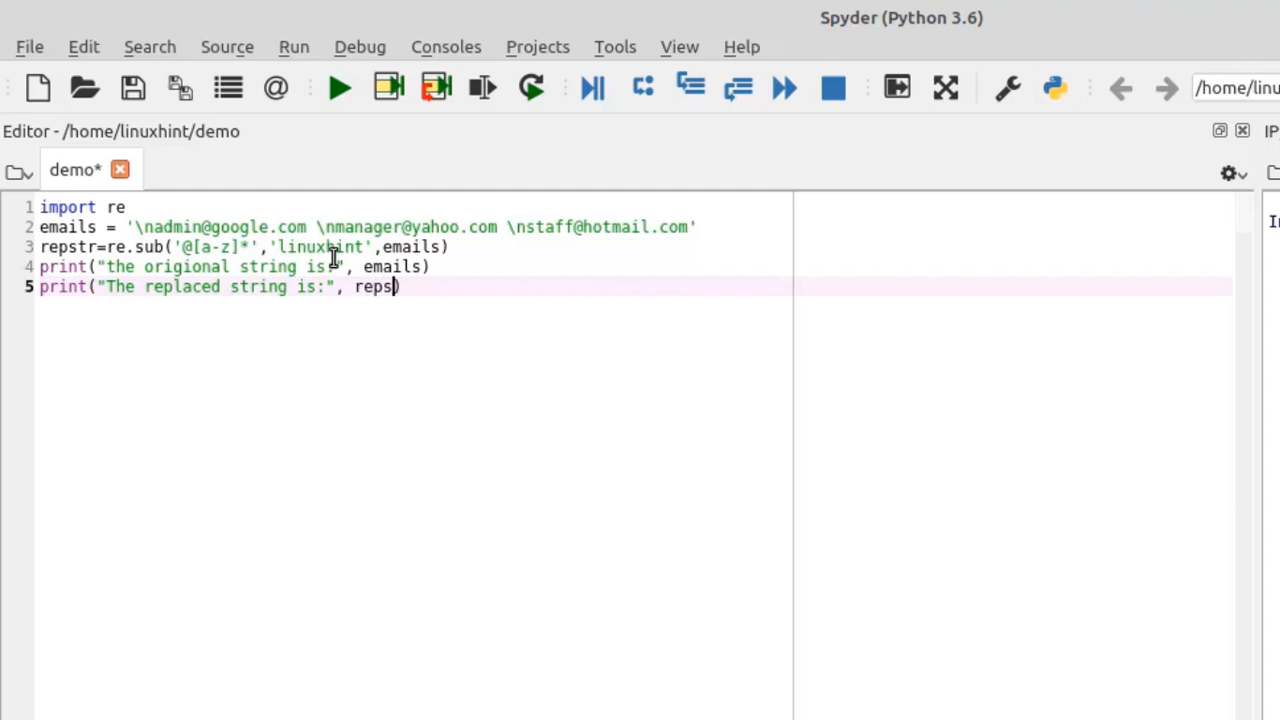 Spyder (Python 3.6)
File Edit Search Source Run Debug Consoles Projects Tools View Help
/home/linu
Editor - /home/linuxhint/demo
IP
demo*
1 import re
2 emails = '\nadmin@google.com \nmanager@yahoo.com \nstaff@hotmail.com'
3 repstr=re.sub('@[a-z]*','linuxhint',emails)
4 print("the origional string is:", emails)
5 print("The replaced string is:", reps)
In